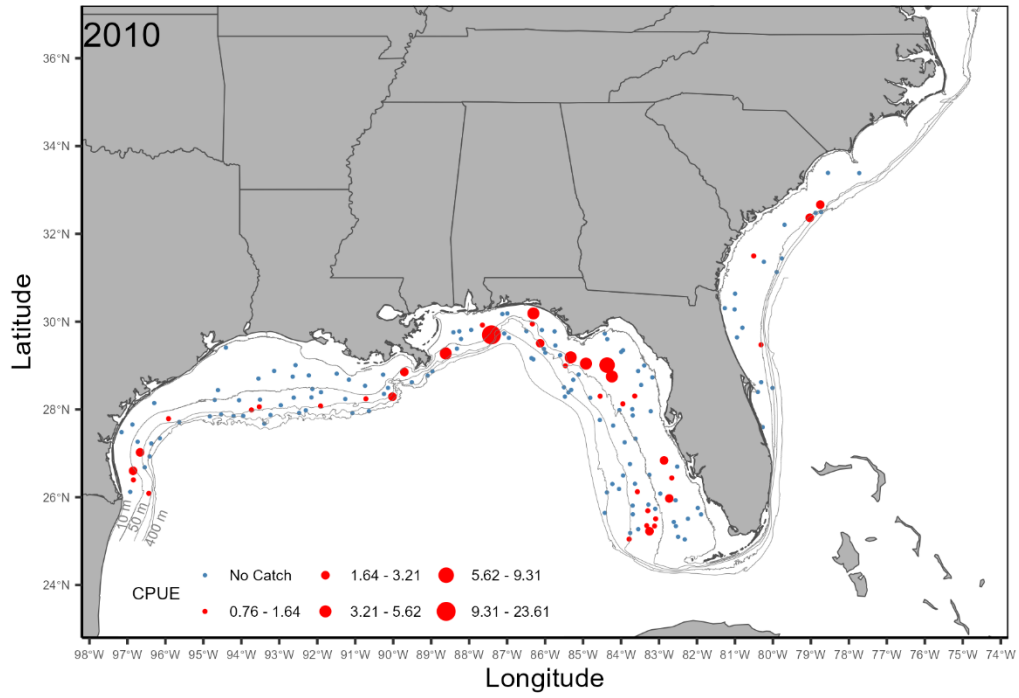 2010
36°N
34°N
32°N
30°N
28°N
26°N
24°N
Latitude
10 m
50 m
400 m
CPUE
No Catch
1.64 - 3.21
5.62 - 9.31
0.76 - 1.64
3.21 - 5.62
9.31 - 23.61
98°W 97°W 96°W 95°W 94°W 93°W 92°W 91°W 90°W 89°W 88°W 87°W 86°W 85°W 84°W 83°W 82°W 81°W 80°W 79°W 78°W 77°W 76°W 75°W 74°W
Longitude